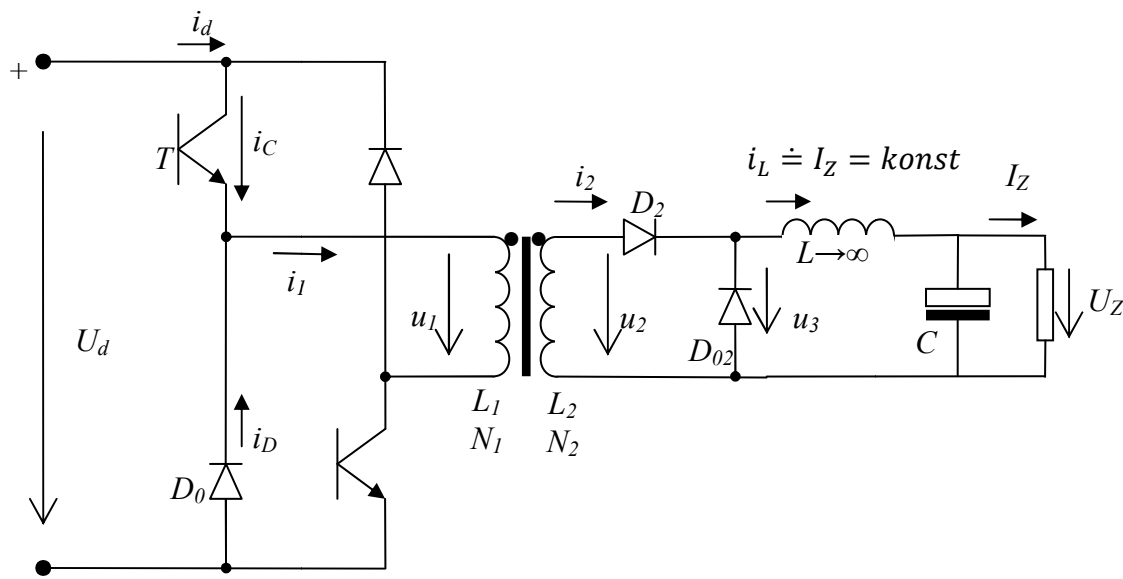 i_d
+
T
i_C
i_L ≐ I_Z = konst
I_Z
i_2
D_2
L→∞
i_1
u_1
u_2
u_3
U_Z
U_d
D_02
C
L_1
L_2
N_1
N_2
i_D
D_0